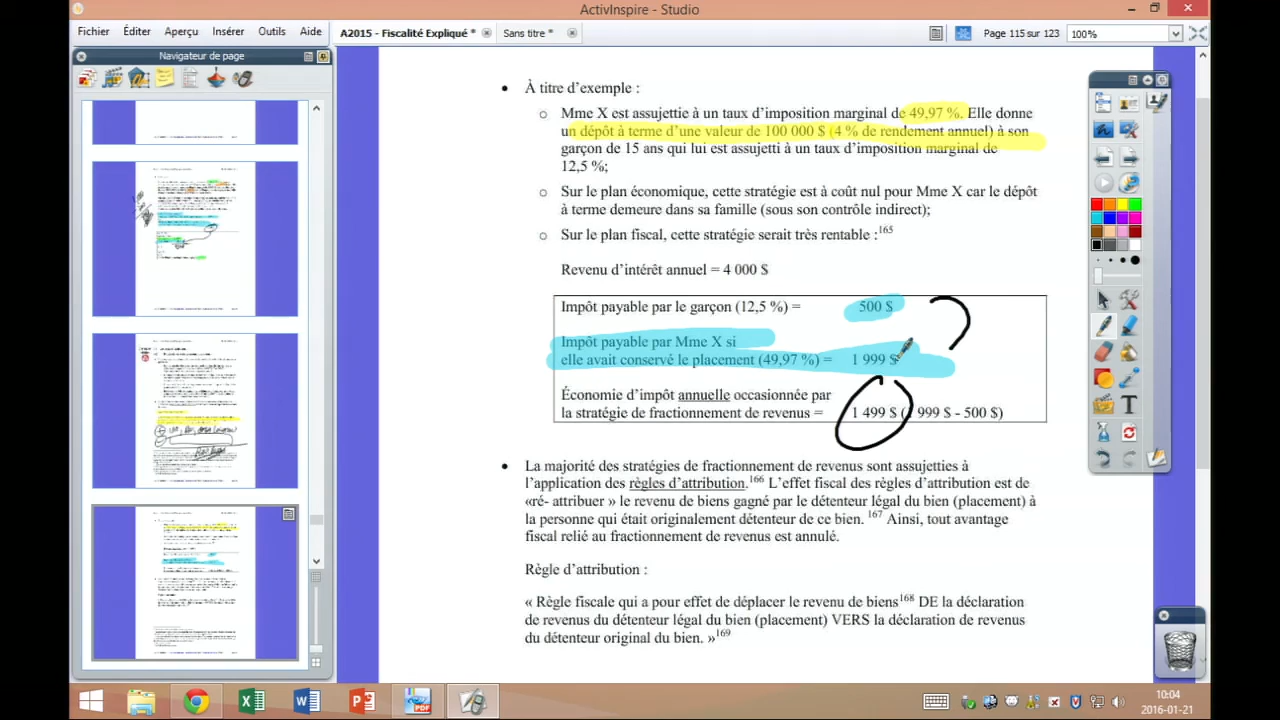 ActivInspire - Studio
Fichier Éditer Aperçu Insérer Outils Aide
A2015 - Fiscalité Expliqué * Sans titre *
Page 115 sur 123 100%
Navigateur de page
• À titre d'exemple :
o Mme X est assujettie à un taux d'imposition marginal de 49,97 %. Elle donne
un dépôt à terme d'une valeur de 100 000 $ (4 % de rendement annuel) à son
garçon de 15 ans qui lui est assujetti à un taux d'imposition marginal de
12,5 %;
o Sur le plan économique, cette stratégie est à coût nul par Mme X car le dépôt
à terme demeure dans sa famille (sous son contrôle indirect);
o Sur le plan fiscal, cette stratégie serait très rentable :165
Revenu d'intérêt annuel = 4 000 $
Impôt payable par le garçon (12,5 %) = 500 $
Impôt payable par Mme X si
elle avait conservé le placement (49,97 %) = 1 999 $
Économie d'impôt annuelle occasionnée par
la stratégie de fractionnement de revenus = 1 499 $ ( 999 $ - 500 $)
• La majorité des stratégies de fractionnement de revenus sont assujetties à
l'application des règles d'attribution.166 L'effet fiscal des règles d'attribution est de
«ré- attribuer » le revenu de biens gagné par le détenteur légal du bien (placement) à
la personne qui est originalement détenteur de ce bien.167 Ainsi, tout avantage
fiscal relié au fractionnement de revenus est annulé.
Règle d'attribution :
« Règle fiscale qui a pour effet de déplacer le revenu de biens168 DE la déclaration
de revenus du détenteur légal du bien (placement) VERS la déclaration de revenus
du détenteur original du bien. »169
10:04
2016-01-21